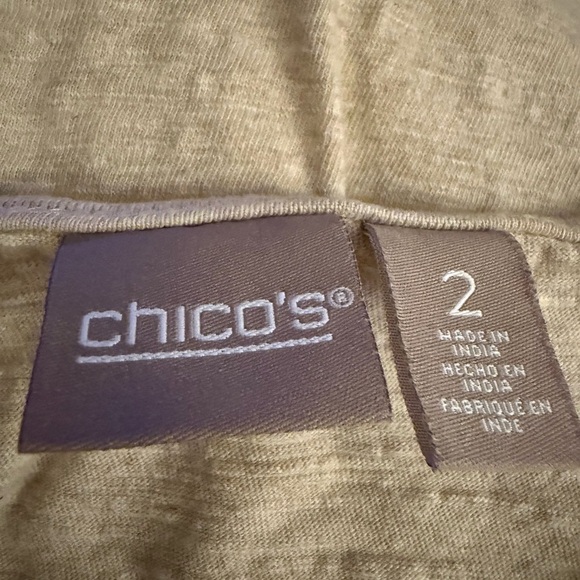 chico's®
2
MADE IN
INDIA
HECHO EN
INDIA
FABRIQUÉ EN
INDE